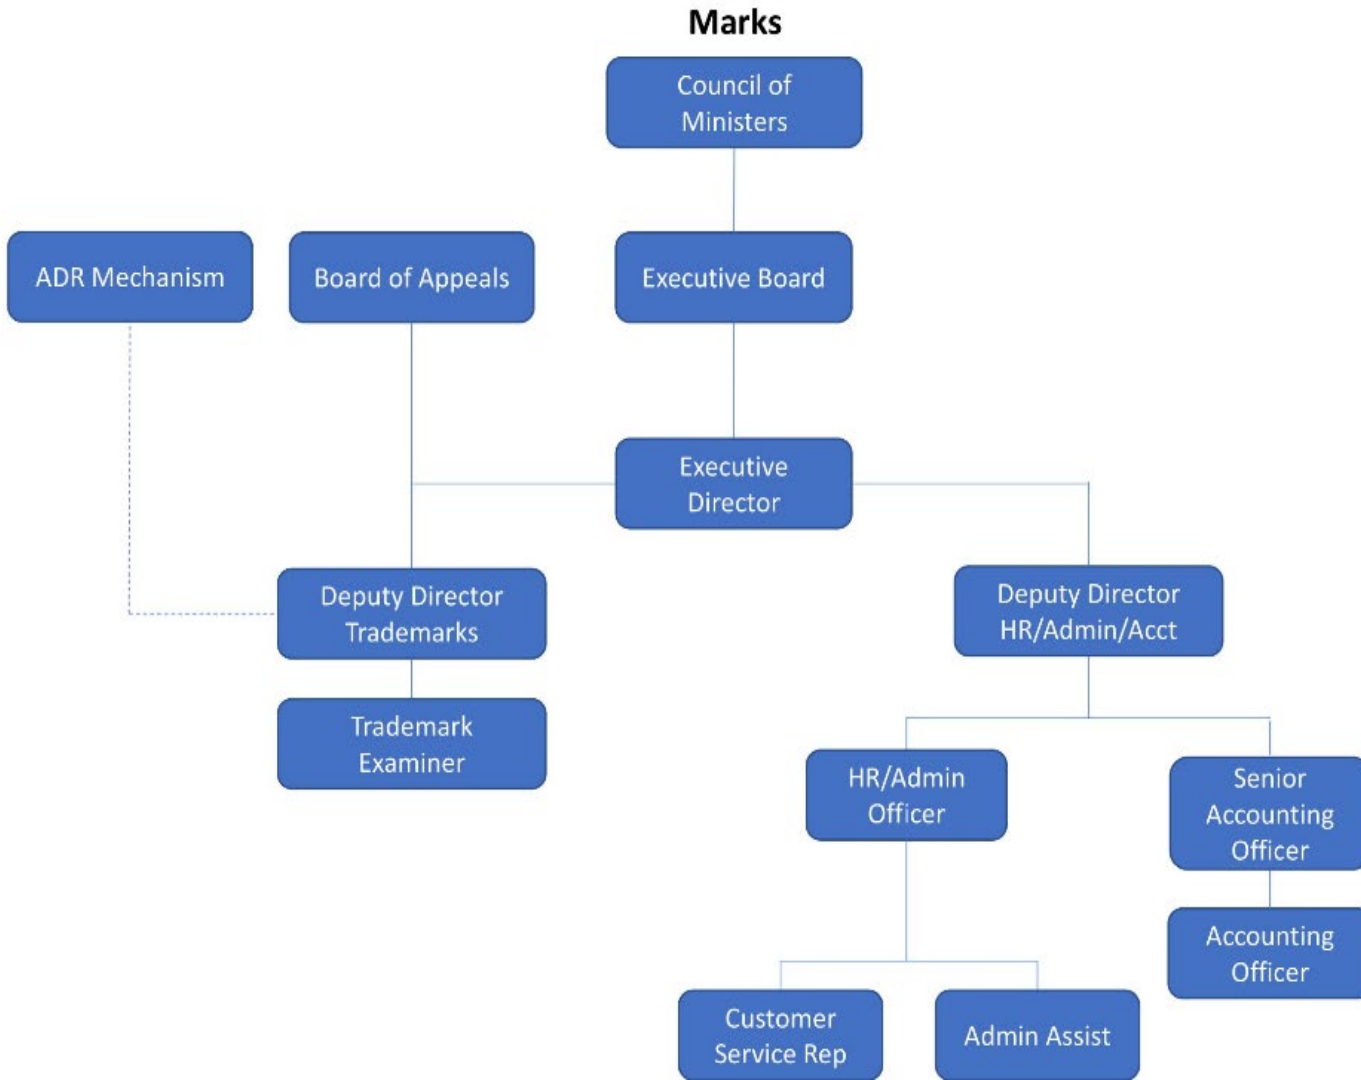 Marks
Council of
Ministers
ADR Mechanism
Board of Appeals
Executive Board
Executive
Director
Deputy Director
Trademarks
Deputy Director
HR/Admin/Acct
Trademark
Examiner
HR/Admin
Officer
Senior
Accounting
Officer
Accounting
Officer
Customer
Service Rep
Admin Assist